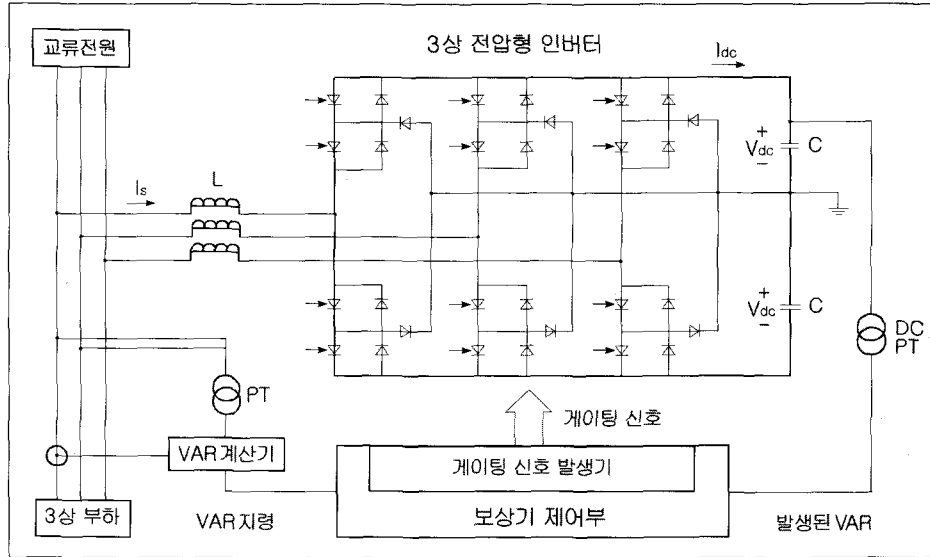 교류전원
3상 전압형 인버터
Idc
Is
L
+
Vdc
−
C
+
Vdc
−
C
DC
PT
PT
게이팅 신호
VAR계산기
게이팅 신호 발생기
3상 부하
VAR지령
보상기 제어부
발생된 VAR